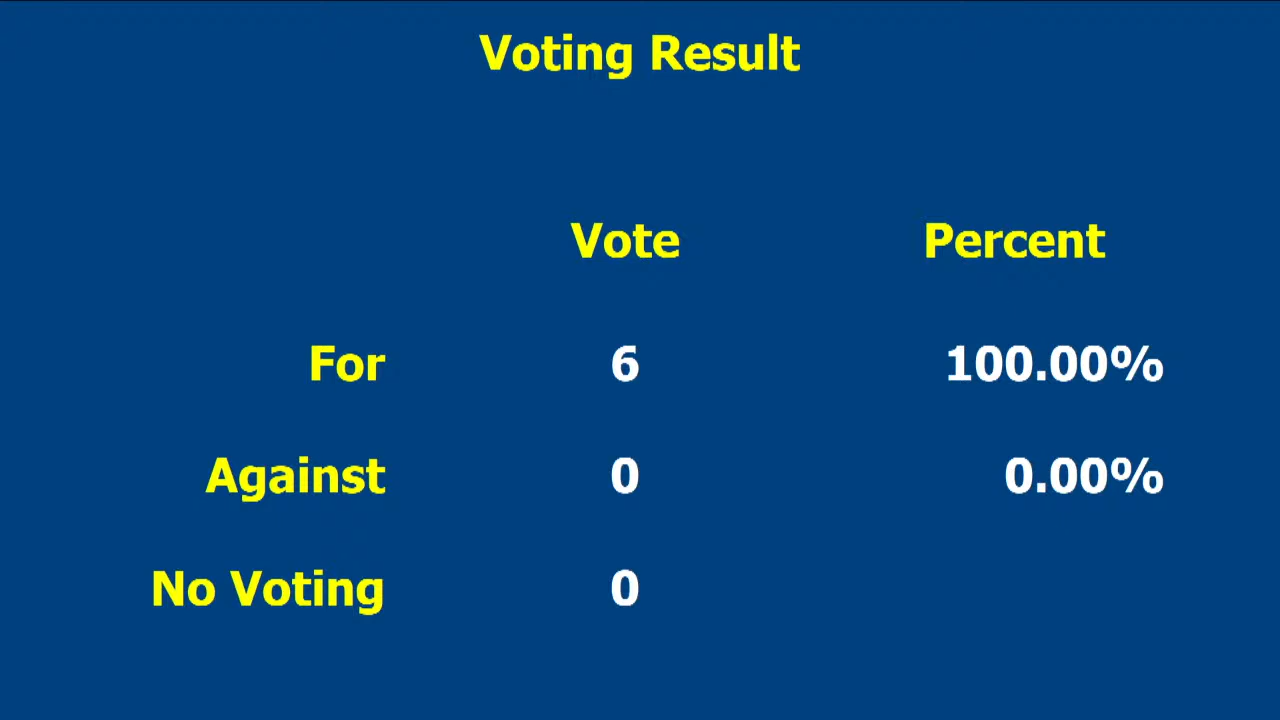 Voting Result
Vote Percent
For 6 100.00%
Against 0 0.00%
No Voting 0